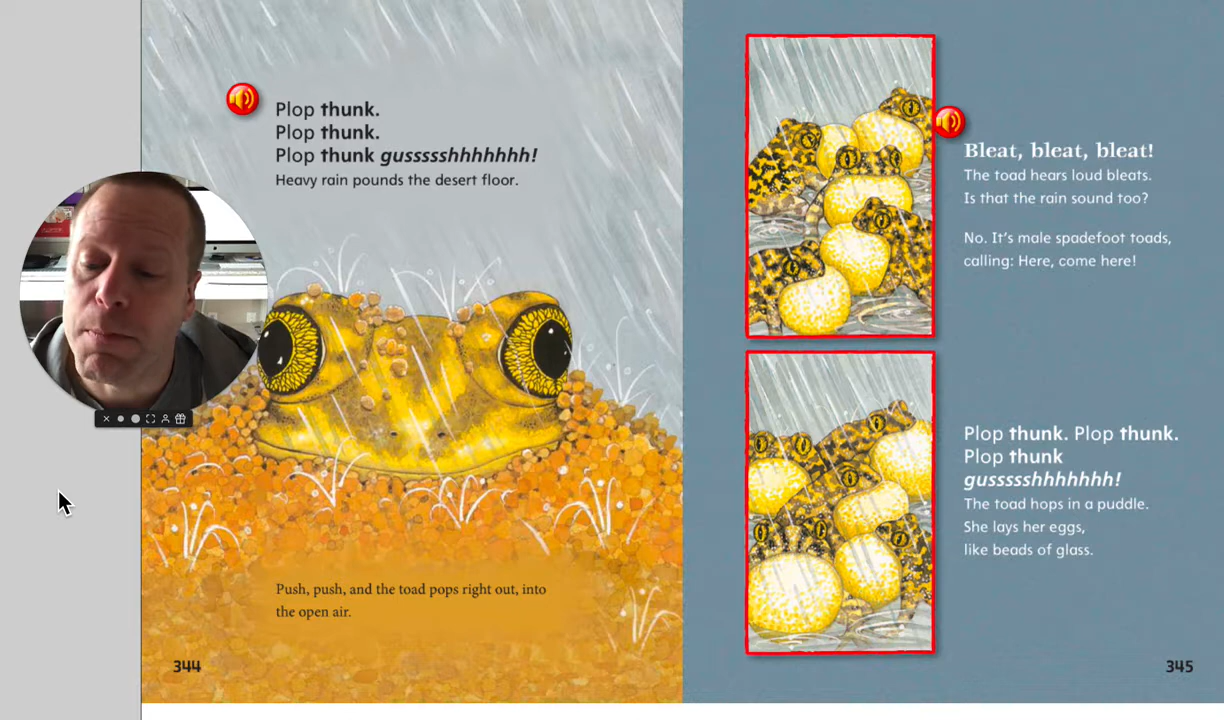 Plop thunk.
Plop thunk.
Plop thunk gussssshhhhhhh!
Heavy rain pounds the desert floor.
Push, push, and the toad pops right out, into
the open air.
344
Bleat, bleat, bleat!
The toad hears loud bleats.
Is that the rain sound too?
No. It's male spadefoot toads,
calling: Here, come here!
Plop thunk. Plop thunk.
Plop thunk
gussssshhhhhhh!
The toad hops in a puddle.
She lays her eggs,
like beads of glass.
345